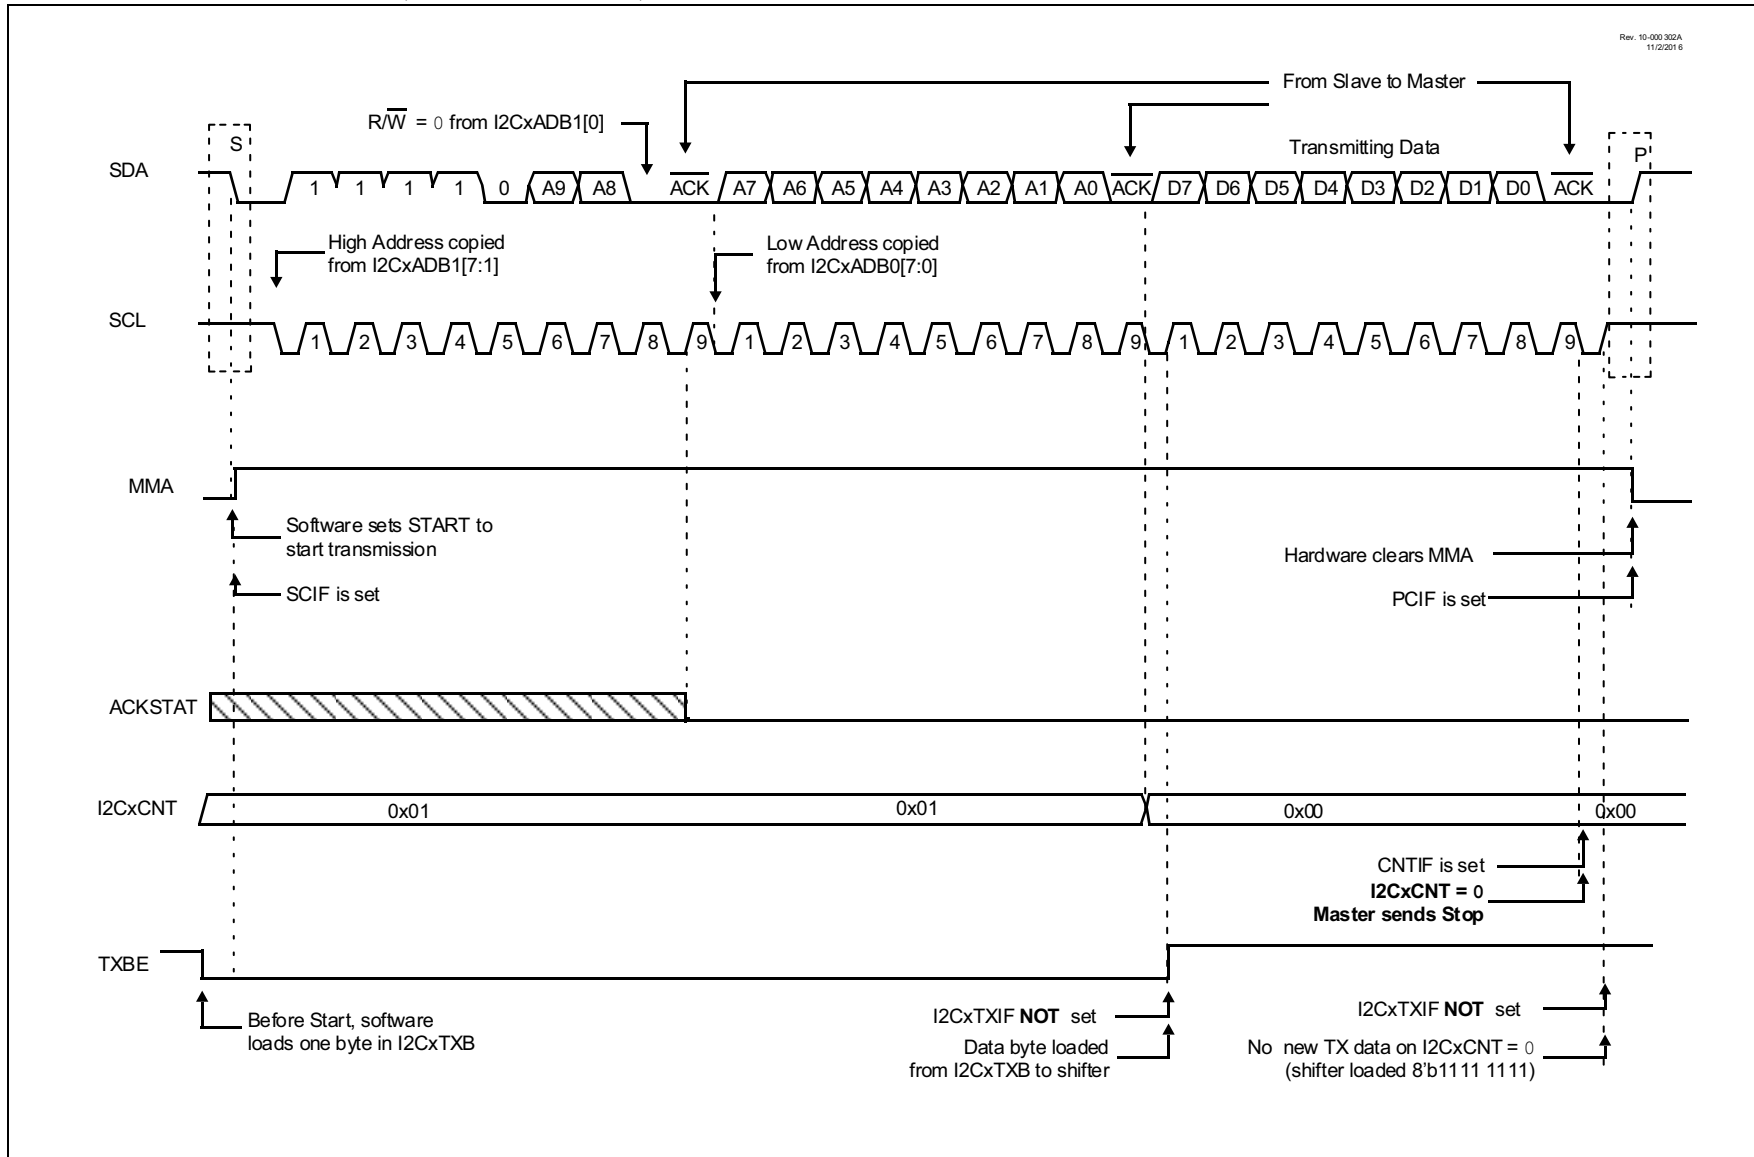 Rev. 10-000302A
11/2/2016
From Slave to Master
R/W = 0 from I2CxADB1[0]
Transmitting Data
S
P
SDA
1 1 1 1 0 A9 A8 ACK A7 A6 A5 A4 A3 A2 A1 A0 ACK D7 D6 D5 D4 D3 D2 D1 D0 ACK
High Address copied
from I2CxADB1[7:1]
Low Address copied
from I2CxADB0[7:0]
SCL
1 2 3 4 5 6 7 8 9 1 2 3 4 5 6 7 8 9 1 2 3 4 5 6 7 8 9
MMA
Software sets START to
start transmission
SCIF is set
Hardware clears MMA
PCIF is set
ACKSTAT
I2CxCNT
0x01 0x01 0x00 0x00
CNTIF is set
I2CxCNT = 0
Master sends Stop
TXBE
Before Start, software
loads one byte in I2CxTXB
I2CxTXIF NOT set
Data byte loaded
from I2CxTXB to shifter
I2CxTXIF NOT set
No new TX data on I2CxCNT = 0
(shifter loaded 8'b1111 1111)